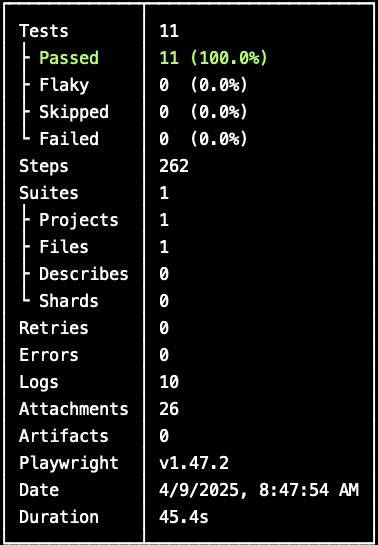 Tests 11
├ Passed 11 (100.0%)
├ Flaky 0 (0.0%)
├ Skipped 0 (0.0%)
└ Failed 0 (0.0%)
Steps 262
Suites 1
├ Projects 1
├ Files 1
├ Describes 0
└ Shards 0
Retries 0
Errors 0
Logs 10
Attachments 26
Artifacts 0
Playwright v1.47.2
Date 4/9/2025, 8:47:54 AM
Duration 45.4s